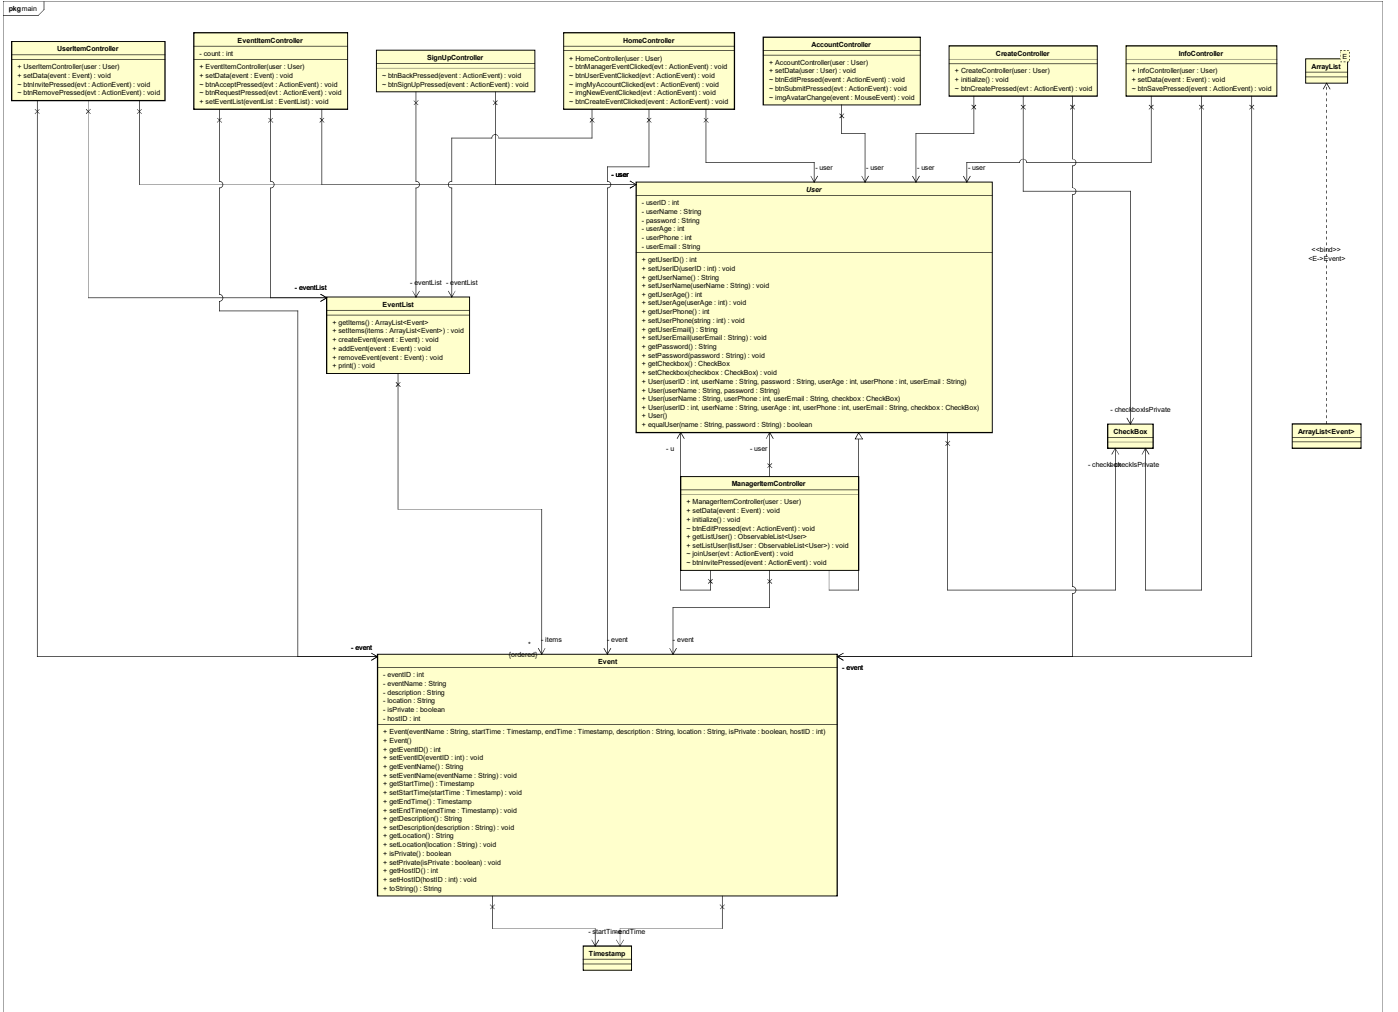 pkg main
UserItemController
+ UserItemController(user : User)
+ setData(event : Event) : void
~ btnInvitePressed(evt : ActionEvent) : void
~ btnRemovePressed(evt : ActionEvent) : void
EventItemController
- count : int
+ EventItemController(user : User)
+ setData(event : Event) : void
~ btnAcceptPressed(evt : ActionEvent) : void
~ btnRequestPressed(evt : ActionEvent) : void
+ setEventList(eventList : EventList) : void
SignUpController
~ btnBackPressed(event : ActionEvent) : void
~ btnSignUpPressed(event : ActionEvent) : void
HomeController
+ HomeController(user : User)
~ btnManagerEventClicked(evt : ActionEvent) : void
~ btnUserEventClicked(evt : ActionEvent) : void
~ imgMyAccountClicked(evt : ActionEvent) : void
~ imgNewEventClicked(evt : ActionEvent) : void
~ btnCreateEventClicked(evt : ActionEvent) : void
AccountController
+ AccountController(user : User)
+ setData(user : User) : void
~ btnEditPressed(evt : ActionEvent) : void
~ btnSubmitPressed(evt : ActionEvent) : void
~ imgAvatarChange(event : MouseEvent) : void
CreateController
+ CreateController(user : User)
+ initialize() : void
~ btnCreatePressed(evt : ActionEvent) : void
InfoController
+ InfoController(user : User)
+ setData(event : Event) : void
~ btnSavePressed(evt : ActionEvent) : void
E
ArrayList
- user
- user
- user
- user
- user
User
- userID : int
- userName : String
- password : String
- userAge : int
- userPhone : int
- userEmail : String
+ getUserID() : int
+ setUserID(userID : int) : void
+ getUserName() : String
+ setUserName(userName : String) : void
+ getUserAge() : int
+ setUserAge(userAge : int) : void
+ getUserPhone() : int
+ setUserPhone(string : int) : void
+ getUserEmail() : String
+ setUserEmail(userEmail : String) : void
+ getPassword() : String
+ setPassword(password : String) : void
+ getCheckbox() : CheckBox
+ setCheckbox(checkbox : CheckBox) : void
+ User(userID : int, userName : String, password : String, userAge : int, userPhone : int, userEmail : String)
+ User(userName : String, password : String)
+ User(userName : String, userPhone : int, userEmail : String, checkbox : CheckBox)
+ User(userID : int, userName : String, userAge : int, userPhone : int, userEmail : String, checkbox : CheckBox)
+ User()
+ equalUser(name : String, password : String) : boolean
<<bind>>
<E->Event>
- eventList
- eventList
- eventList
EventList
+ getItems() : ArrayList<Event>
+ setItems(items : ArrayList<Event>) : void
+ createEvent(event : Event) : void
+ addEvent(event : Event) : void
+ removeEvent(event : Event) : void
+ print() : void
- checkboxIsPrivate
CheckBox
- checkbox
- checkIsPrivate
ArrayList<Event>
- u
- user
ManagerItemController
+ ManagerItemController(user : User)
+ setData(event : Event) : void
+ initialize() : void
~ btnEditPressed(evt : ActionEvent) : void
+ getListUser() : ObservableList<User>
+ setListUser(listUser : ObservableList<User>) : void
~ joinUser(evt : ActionEvent) : void
~ btnInvitePressed(event : ActionEvent) : void
- event
*
{ordered}
- items
- event
- event
- event
Event
- eventID : int
- eventName : String
- description : String
- location : String
- isPrivate : boolean
- hostID : int
+ Event(eventName : String, startTime : Timestamp, endTime : Timestamp, description : String, location : String, isPrivate : boolean, hostID : int)
+ Event()
+ getEventID() : int
+ setEventID(eventID : int) : void
+ getEventName() : String
+ setEventName(eventName : String) : void
+ getStartTime() : Timestamp
+ setStartTime(startTime : Timestamp) : void
+ getEndTime() : Timestamp
+ setEndTime(endTime : Timestamp) : void
+ getDescription() : String
+ setDescription(description : String) : void
+ getLocation() : String
+ setLocation(location : String) : void
+ isPrivate() : boolean
+ setPrivate(isPrivate : boolean) : void
+ getHostID() : int
+ setHostID(hostID : int) : void
+ toString() : String
- startTime
- endTime
Timestamp